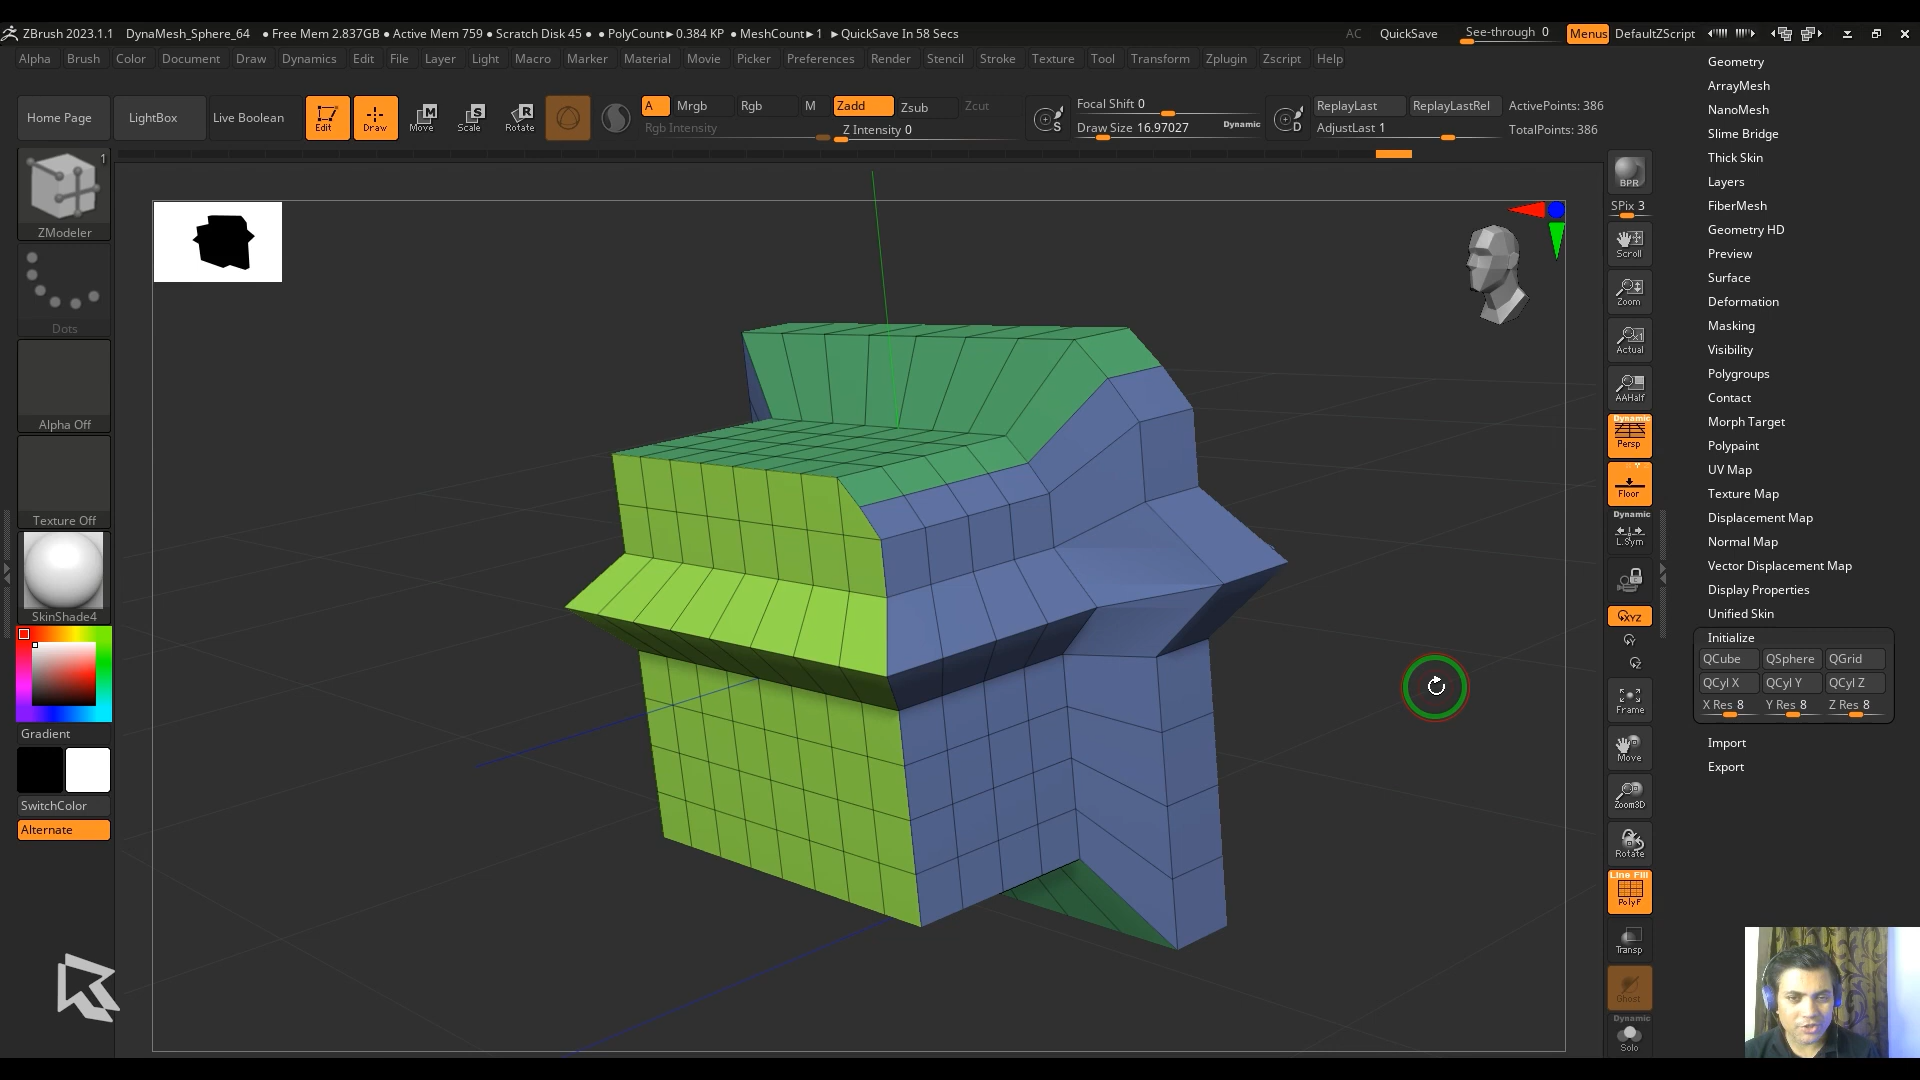 ZBrush 2023.1.1 DynaMesh_Sphere_64 ● Free Mem 2.837GB ● Active Mem 759 ● Scratch Disk 45 ● ● PolyCount► 0.384 KP ● MeshCount► 1 ►QuickSave In 58 Secs AC QuickSave See-through 0 Menus DefaultZScript
Alpha Brush Color Document Draw Dynamics Edit File Layer Light Macro Marker Material Movie Picker Preferences Render Stencil Stroke Texture Tool Transform Zplugin Zscript Help
Home Page LightBox Live Boolean Edit Draw Move Scale Rotate
A Mrgb Rgb M Zadd Zsub Zcut
Rgb Intensity Z Intensity 0
S Focal Shift 0
Draw Size 16.97027 Dynamic
D ReplayLast ReplayLastRel ActivePoints: 386
AdjustLast 1 TotalPoints: 386
1
ZModeler
Dots
Alpha Off
Texture Off
SkinShade4
Gradient
SwitchColor
Alternate
BPR
SPix 3
Scroll
Zoom
Actual
AAHalf
Dynamic
Persp
Floor
Dynamic
L.Sym
XYZ
Y
Z
Frame
Move
Zoom3D
Rotate
Line Fill
PolyF
Transp
Ghost
Dynamic
Solo
Geometry
ArrayMesh
NanoMesh
Slime Bridge
Thick Skin
Layers
FiberMesh
Geometry HD
Preview
Surface
Deformation
Masking
Visibility
Polygroups
Contact
Morph Target
Polypaint
UV Map
Texture Map
Displacement Map
Normal Map
Vector Displacement Map
Display Properties
Unified Skin
Initialize
QCube QSphere QGrid
QCyl X QCyl Y QCyl Z
X Res 8 Y Res 8 Z Res 8
Import
Export